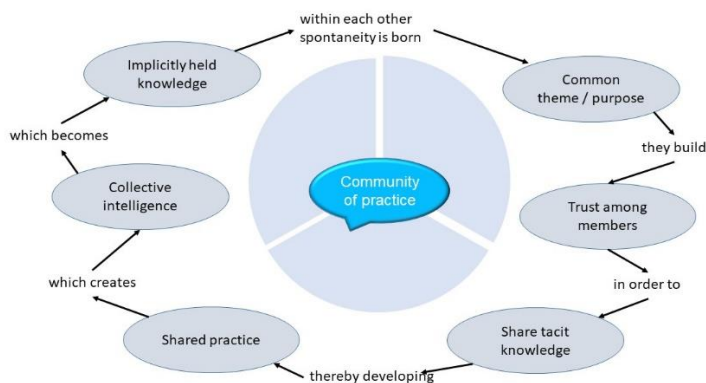 within each other
spontaneity is born
Common
theme / purpose
they build
Trust among
members
in order to
Share tacit
knowledge
thereby developing
Shared practice
which creates
Collective
intelligence
which becomes
Implicitly held
knowledge
Community
of practice